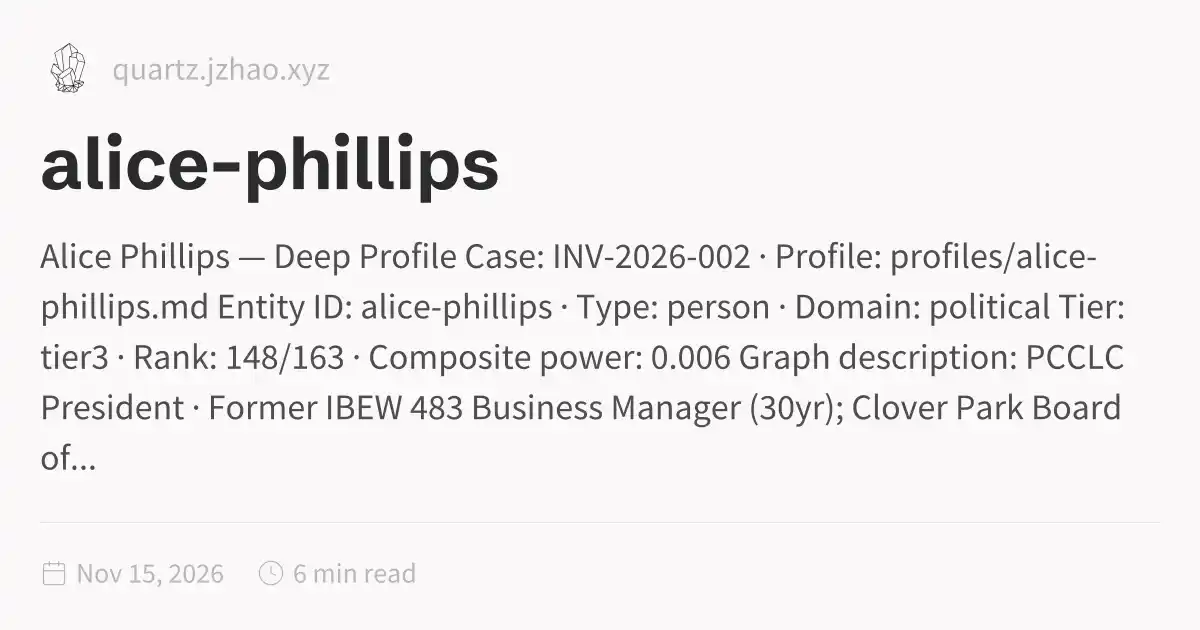 quartz.jzhao.xyz
alice-phillips
Alice Phillips — Deep Profile Case: INV-2026-002 · Profile: profiles/alice-
phillips.md Entity ID: alice-phillips · Type: person · Domain: political Tier:
tier3 · Rank: 148/163 · Composite power: 0.006 Graph description: PCCLC
President · Former IBEW 483 Business Manager (30yr); Clover Park Board
of...
Nov 15, 2026 6 min read